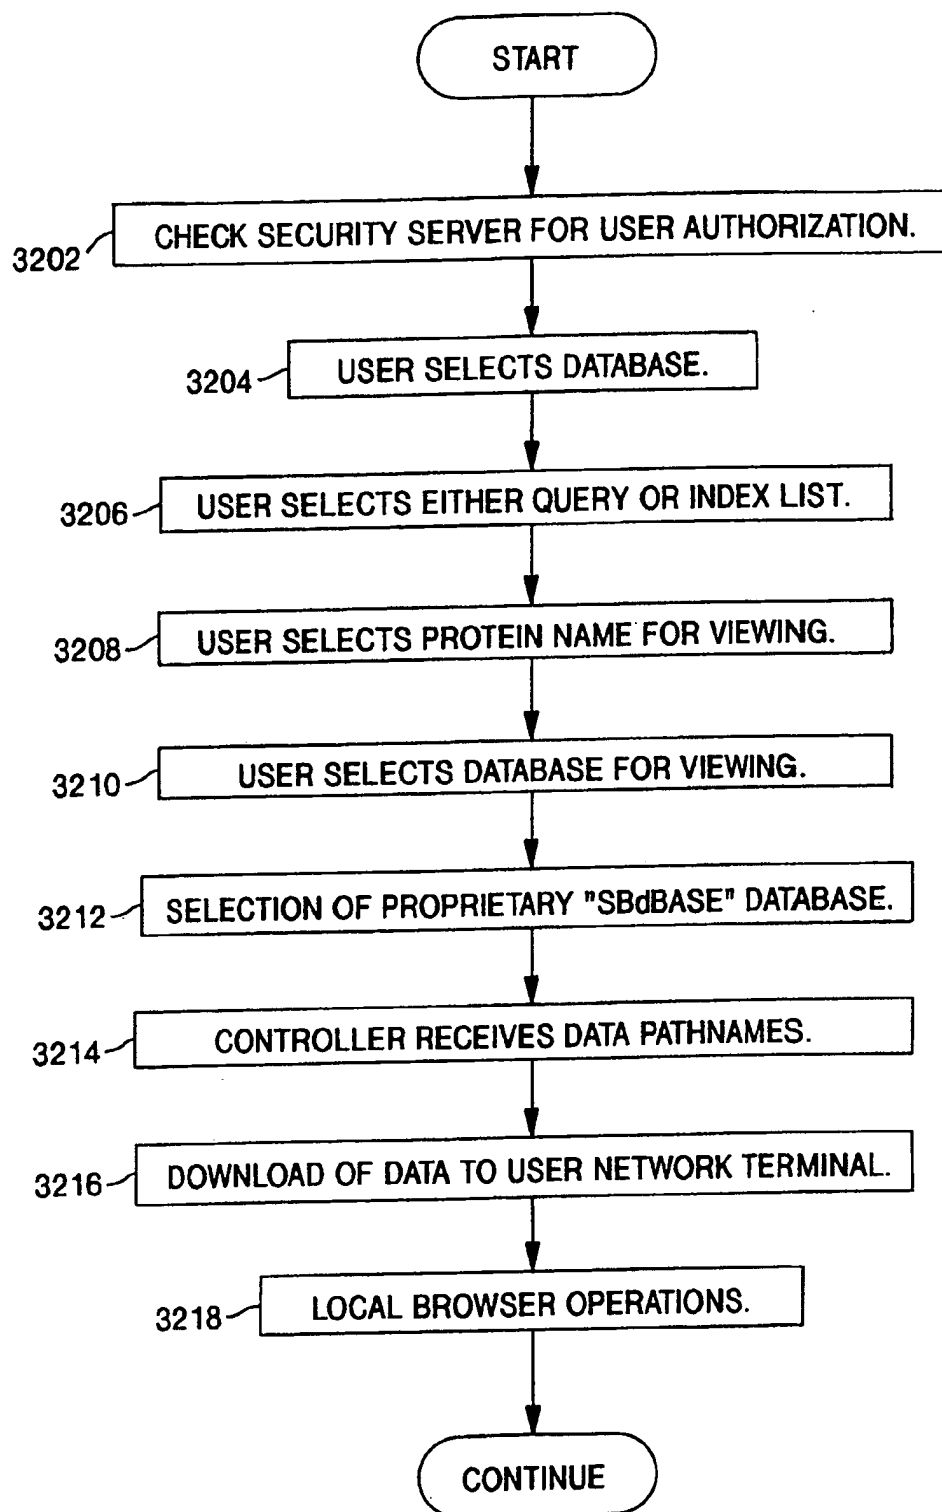 START
3202 CHECK SECURITY SERVER FOR USER AUTHORIZATION.
3204 USER SELECTS DATABASE.
3206 USER SELECTS EITHER QUERY OR INDEX LIST.
3208 USER SELECTS PROTEIN NAME FOR VIEWING.
3210 USER SELECTS DATABASE FOR VIEWING.
3212 SELECTION OF PROPRIETARY "SBdBASE" DATABASE.
3214 CONTROLLER RECEIVES DATA PATHNAMES.
3216 DOWNLOAD OF DATA TO USER NETWORK TERMINAL.
3218 LOCAL BROWSER OPERATIONS.
CONTINUE